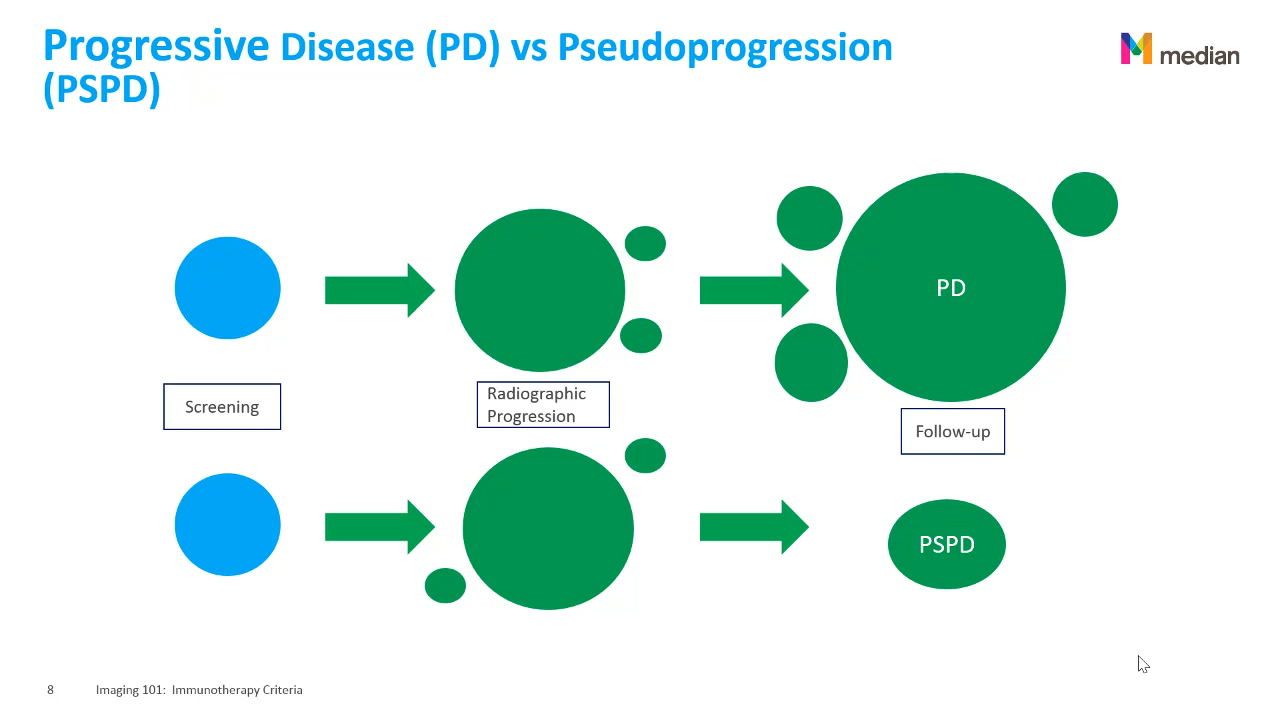 Progressive Disease (PD) vs Pseudoprogression
(PSPD)
median
PD
Screening
Radiographic
Progression
Follow-up
PSPD
8
Imaging 101: Immunotherapy Criteria